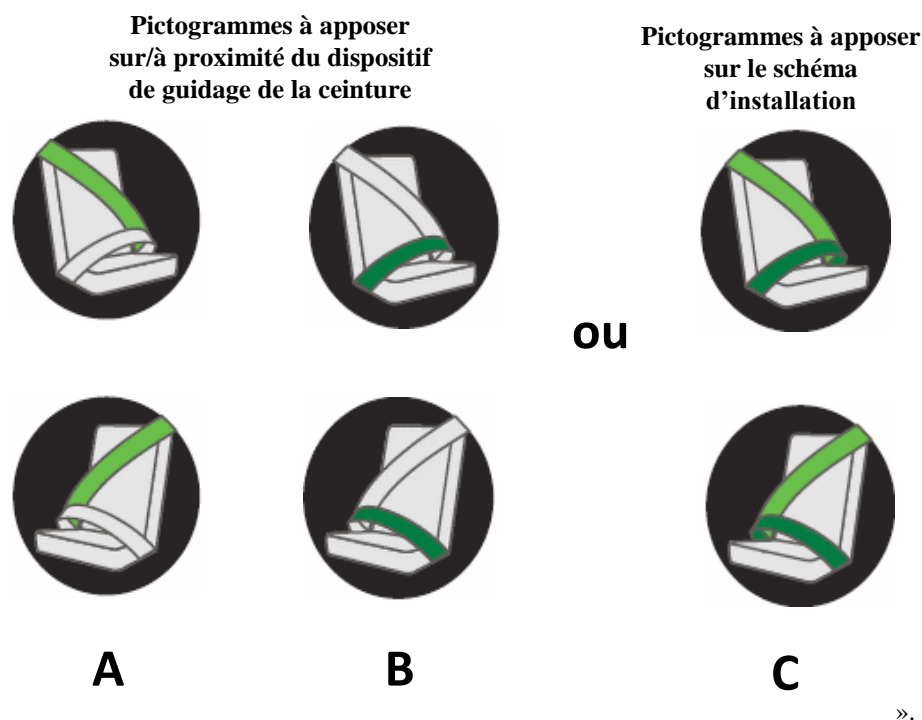 Pictogrammes à apposer
sur/à proximité du dispositif
de guidage de la ceinture
Pictogrammes à apposer
sur le schéma
d’installation
ou
A
B
C
».